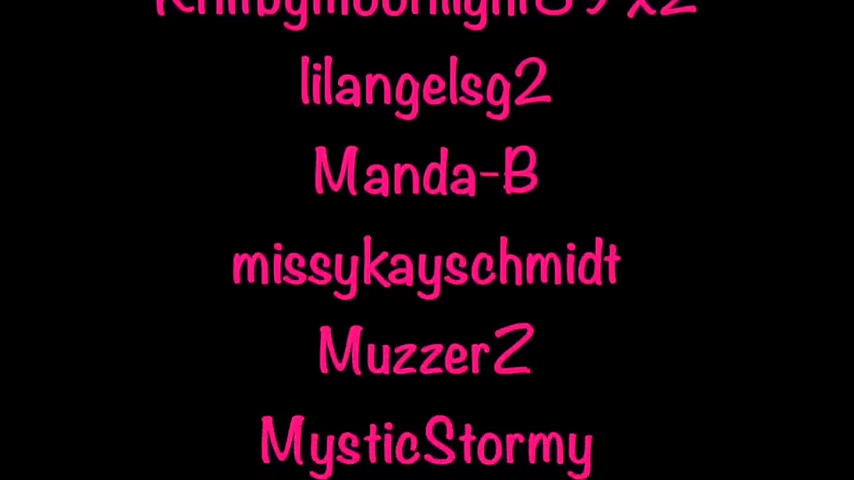 lilangelsg2
Manda-B
missykayschmidt
Muzzer2
MysticStormy